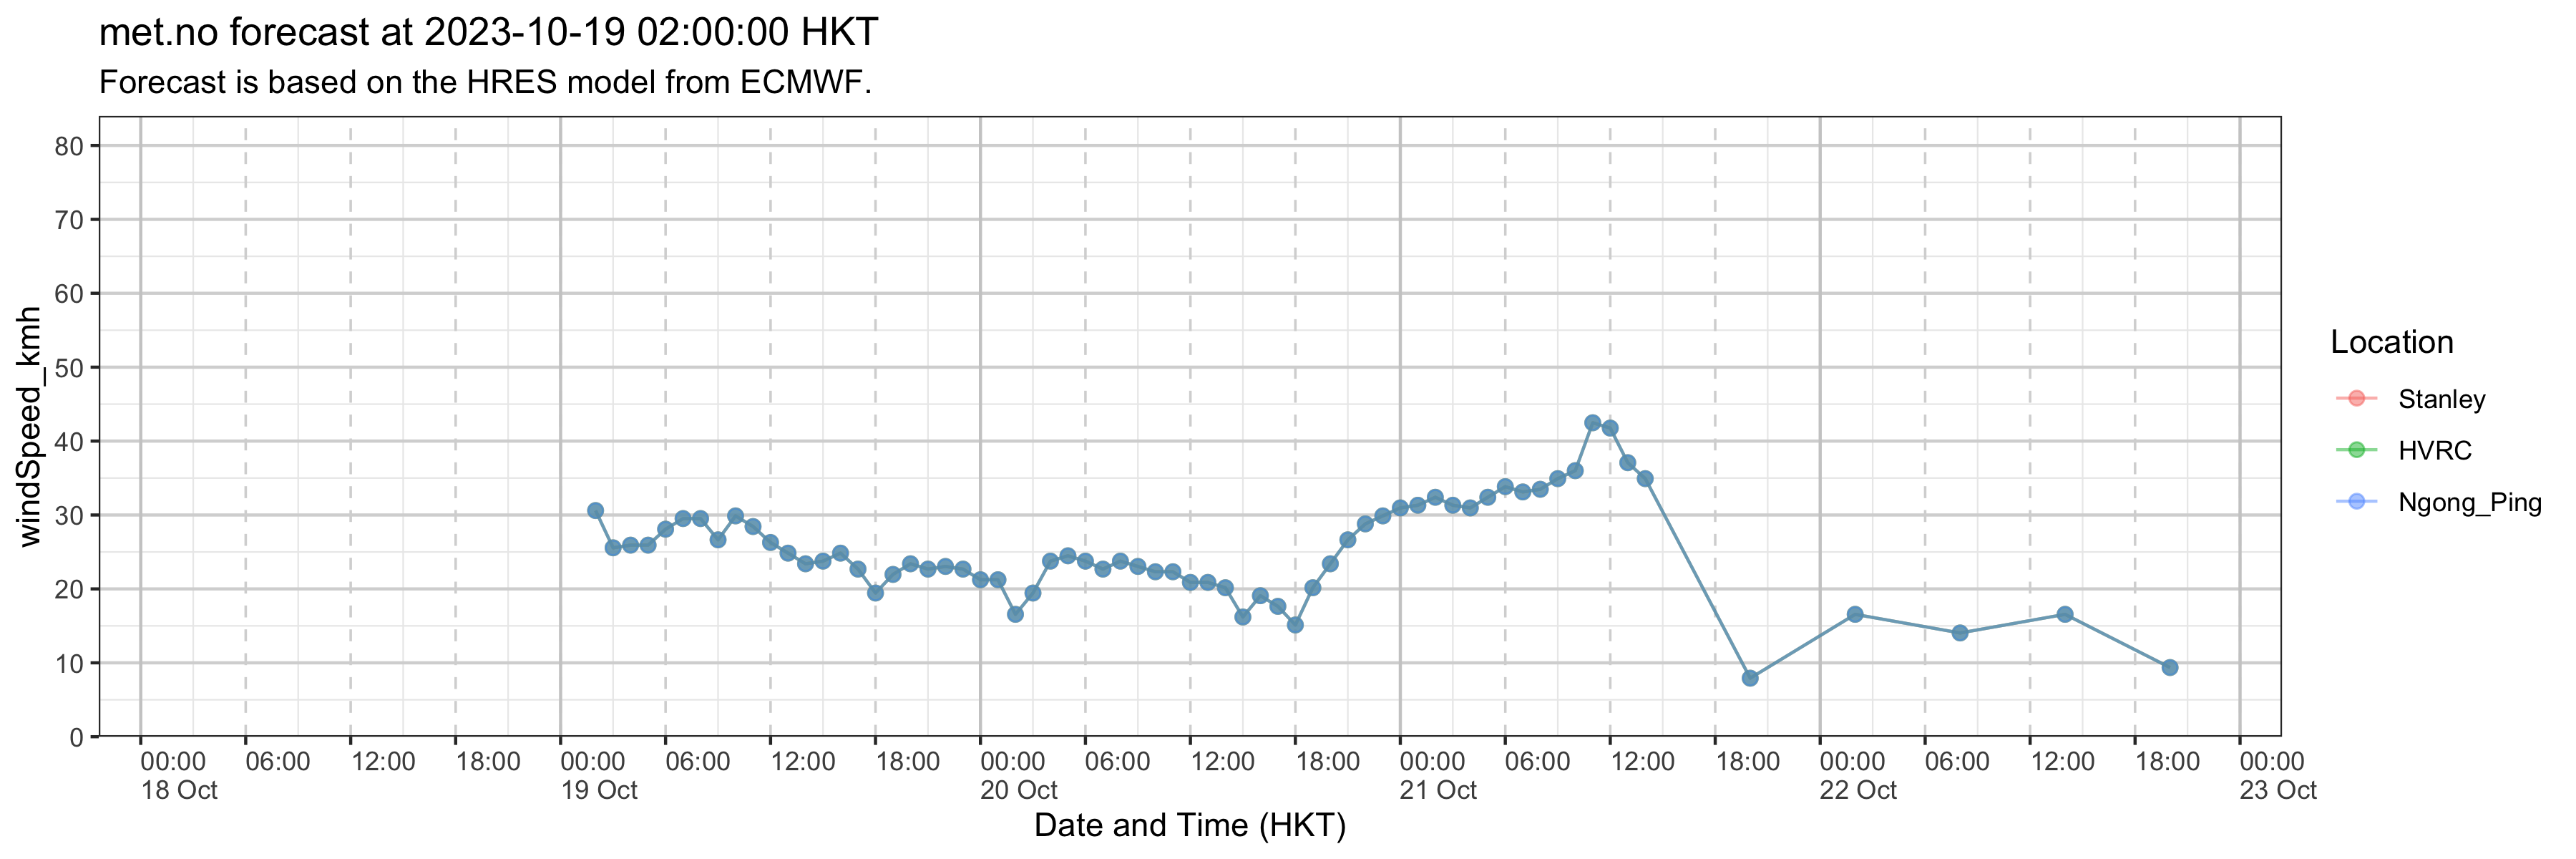 met.no forecast at 2023-10-19 02:00:00 HKT
Forecast is based on the HRES model from ECMWF.
windSpeed_kmh
80
70
60
50
40
30
20
10
0
00:00 06:00 12:00 18:00 00:00 06:00 12:00 18:00 00:00 06:00 12:00 18:00 00:00 06:00 12:00 18:00 00:00 06:00 12:00 18:00 00:00
18 Oct 19 Oct 20 Oct 21 Oct 22 Oct 23 Oct
Date and Time (HKT)
Location
Stanley
HVRC
Ngong_Ping